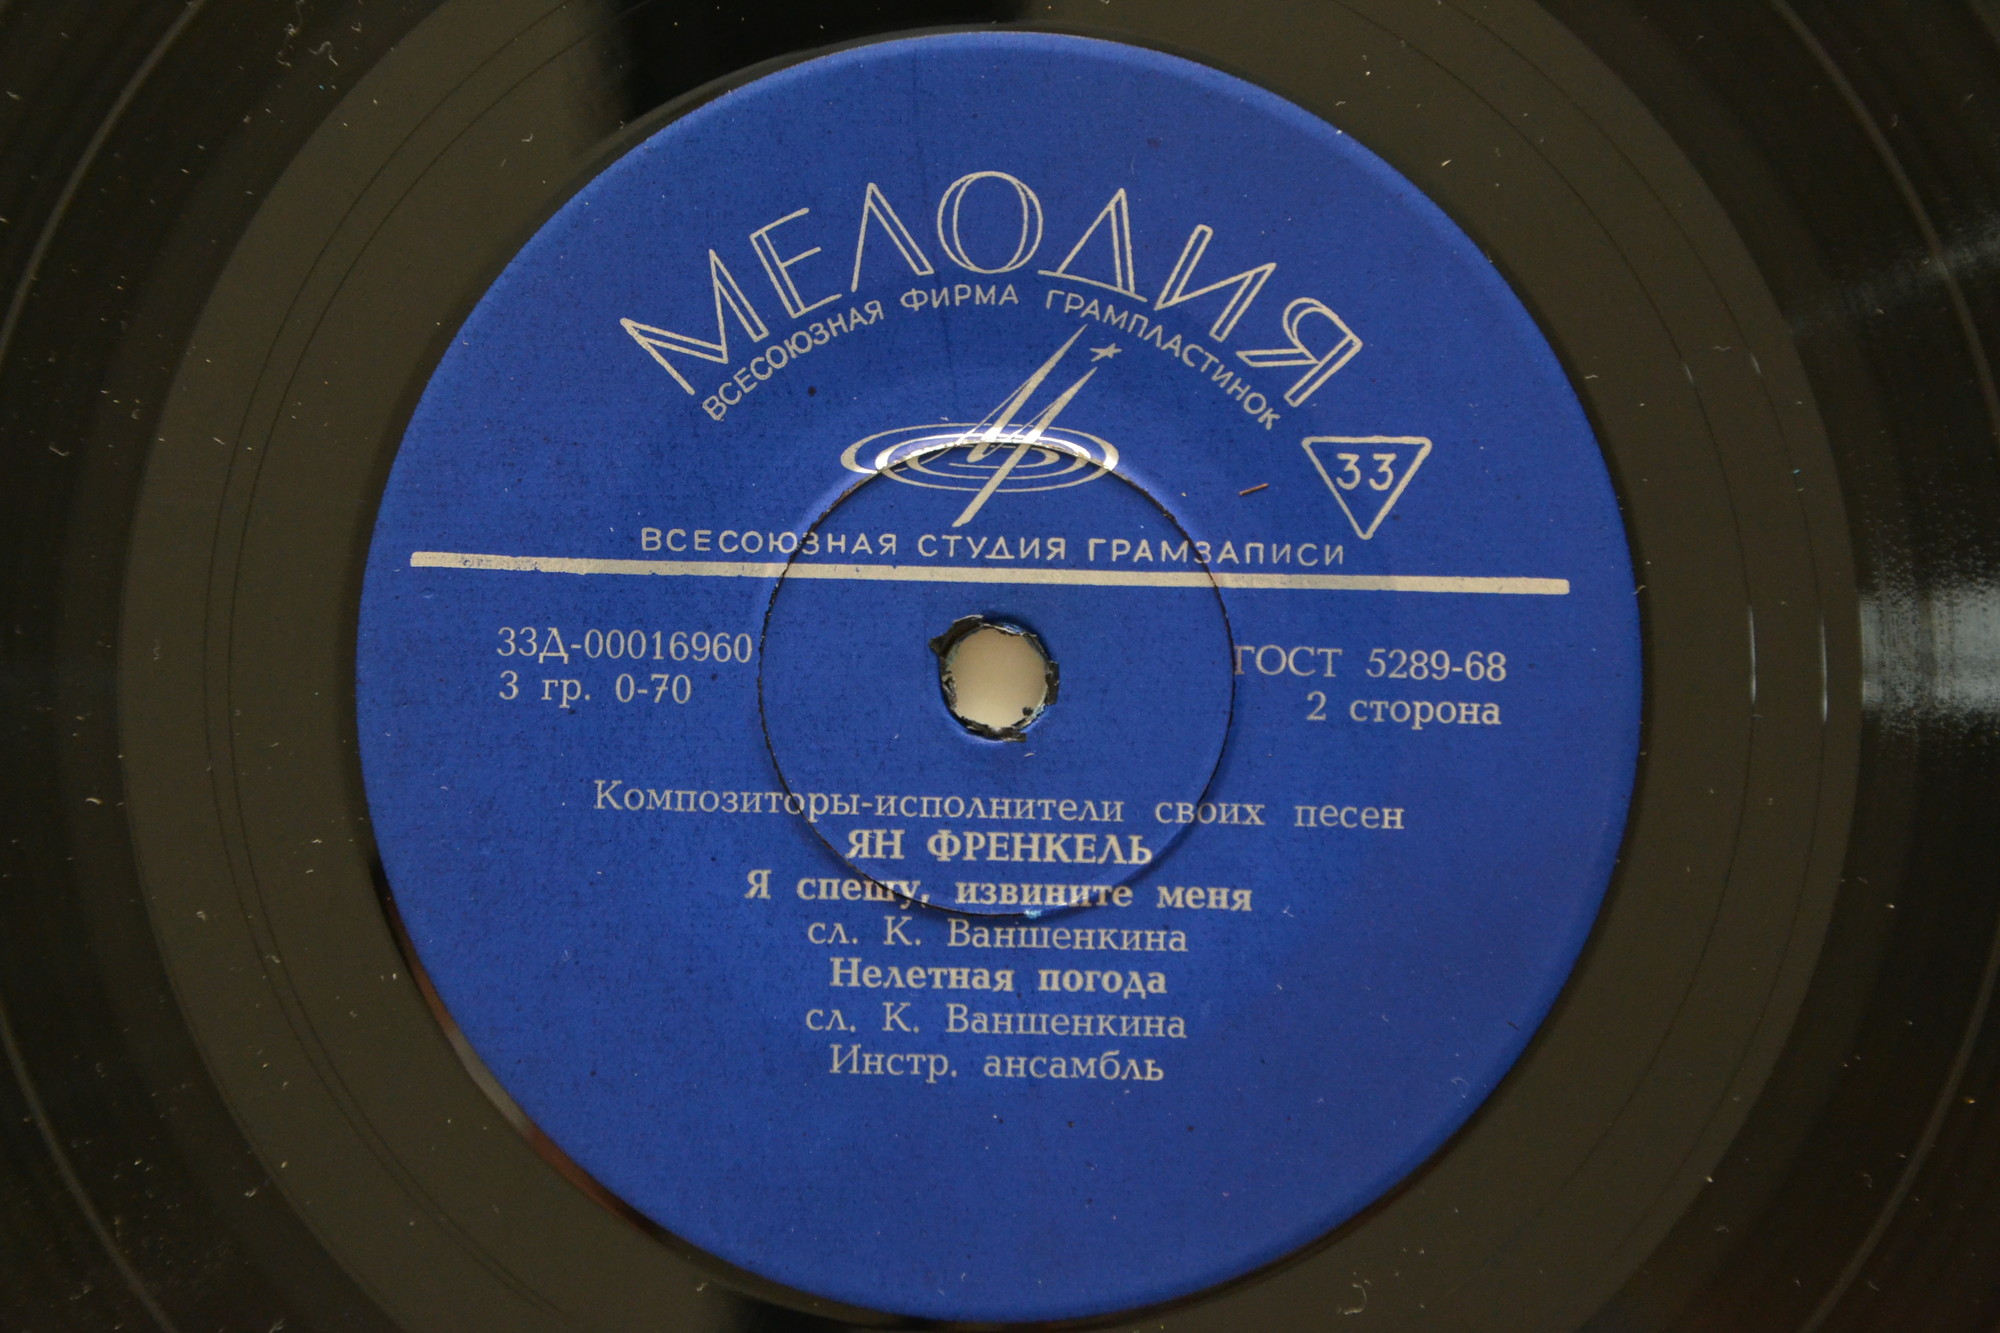 МЕЛОДИЯ
ВСЕСОЮЗНАЯ ФИРМА ГРАМПЛАСТИНОК
33
ВСЕСОЮЗНАЯ СТУДИЯ ГРАМЗАПИСИ
33Д-00016960 ГОСТ 5289-68
3 гр. 0-70 2 сторона
Композиторы-исполнители своих песен
ЯН ФРЕНКЕЛЬ
Я спешу, извините меня
сл. К. Ваншенкина
Нелетная погода
сл. К. Ваншенкина
Инстр. ансамбль